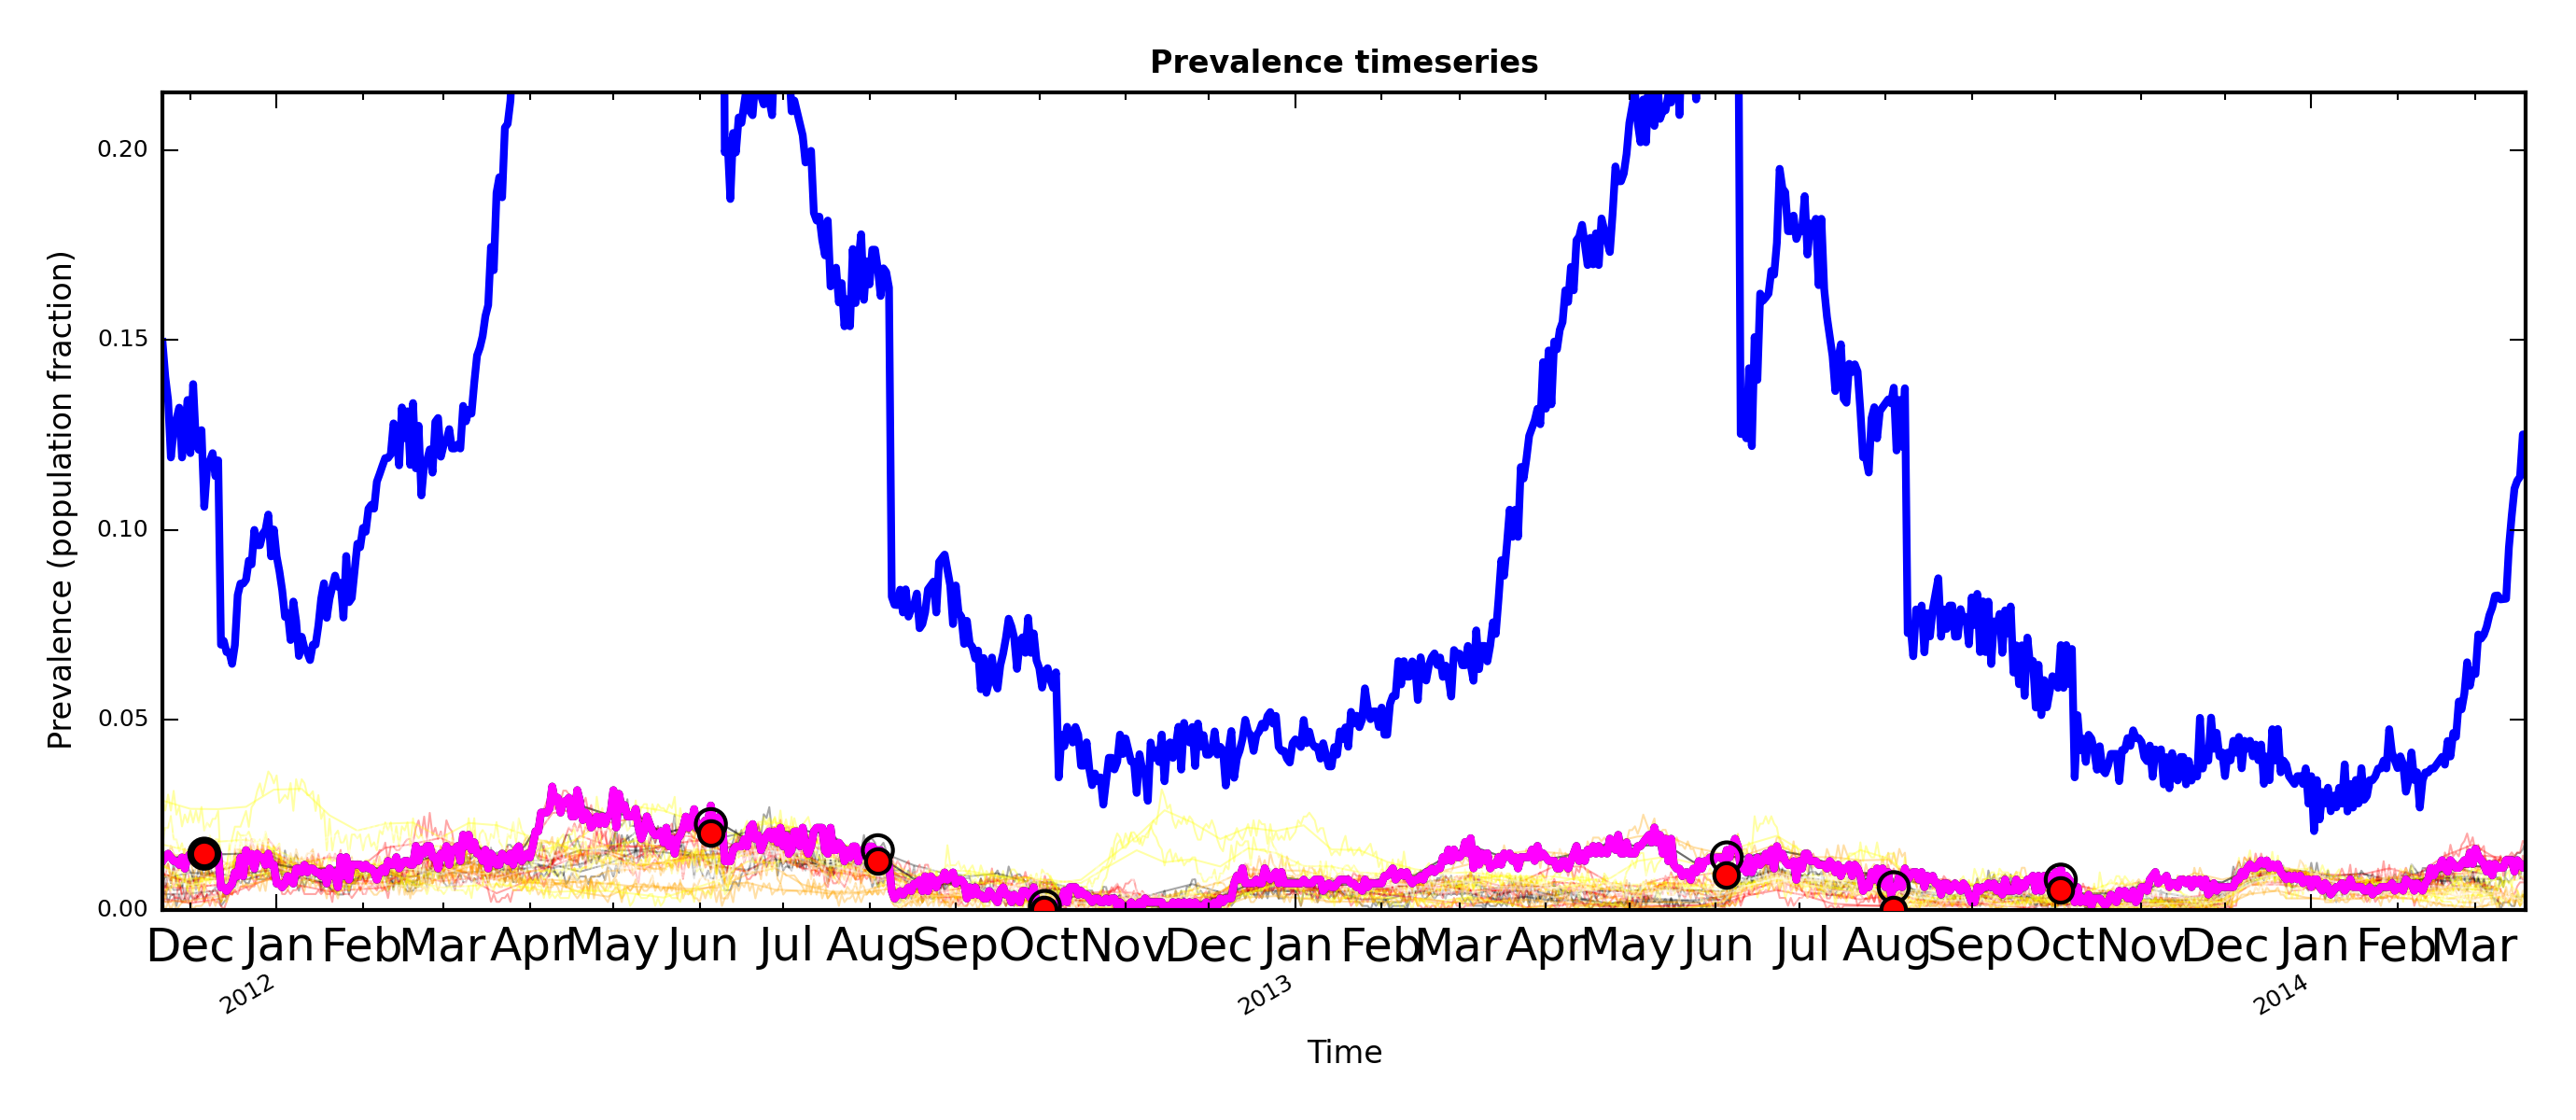 Prevalence timeseries
Prevalence (population fraction)
0.20
0.15
0.10
0.05
0.00
Dec Jan Feb Mar Apr May Jun Jul Aug Sep Oct Nov Dec Jan Feb Mar Apr May Jun Jul Aug Sep Oct Nov Dec Jan Feb Mar
2012 2013 2014
Time